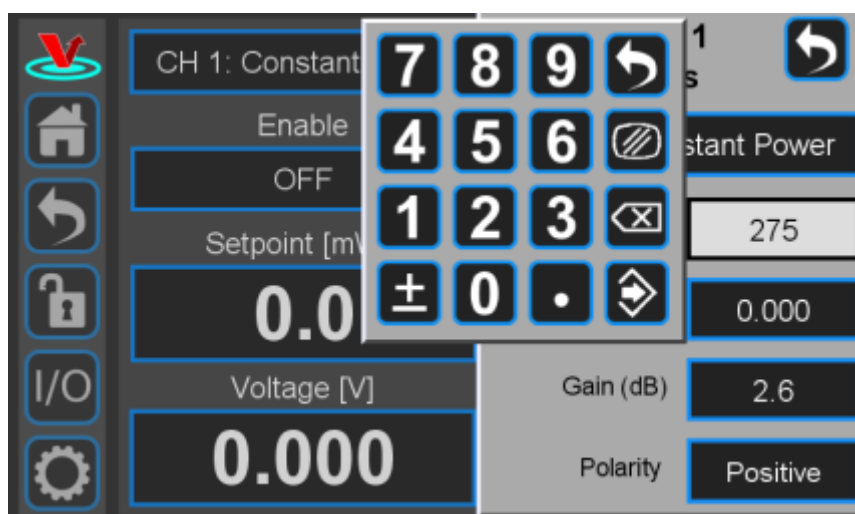 CH 1: Constant
Enable
OFF
Setpoint [m
0.0
Voltage [V]
0.000
I/O
7 8 9
4 5 6
1 2 3
± 0 .
1
s
stant Power
275
0.000
Gain (dB)
2.6
Polarity
Positive